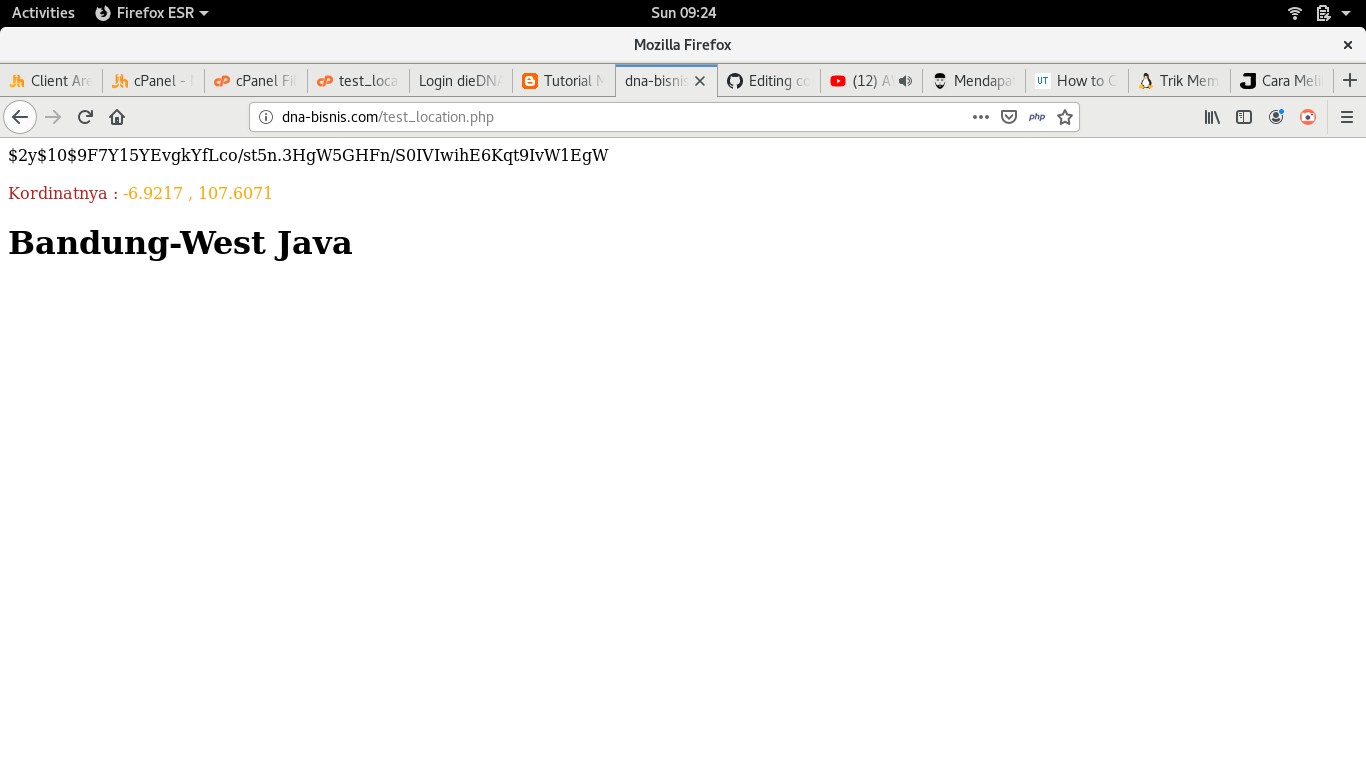 Activities Firefox ESR Sun 09:24
Mozilla Firefox
Client Are cPanel - cPanel Fil test_loca Login dieDNA Tutorial M dna-bisnis Editing co (12) A Mendapat How to C Trik Mem Cara Meli
dna-bisnis.com/test_location.php php
$2y$10$9F7Y15YEvgkYfLco/st5n.3HgW5GHFn/S0IVIwihE6Kqt9IvW1EgW
Kordinatnya : -6.9217 , 107.6071
Bandung-West Java